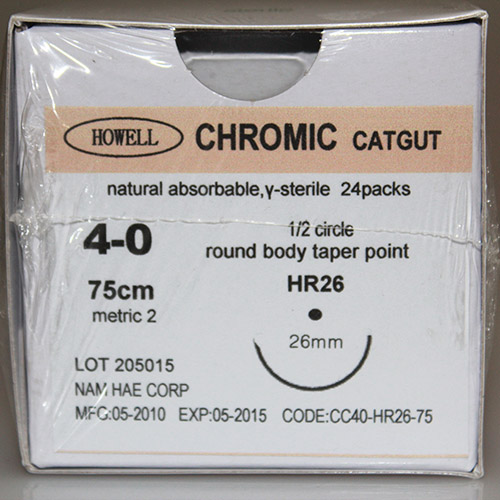 HOWELL CHROMIC CATGUT
natural absorbable,γ-sterile 24packs
4-0
1/2 circle
round body taper point
75cm
HR26
metric 2
26mm
LOT 205015
NAM HAE CORP
MFG:05-2010 EXP:05-2015 CODE:CC40-HR26-75